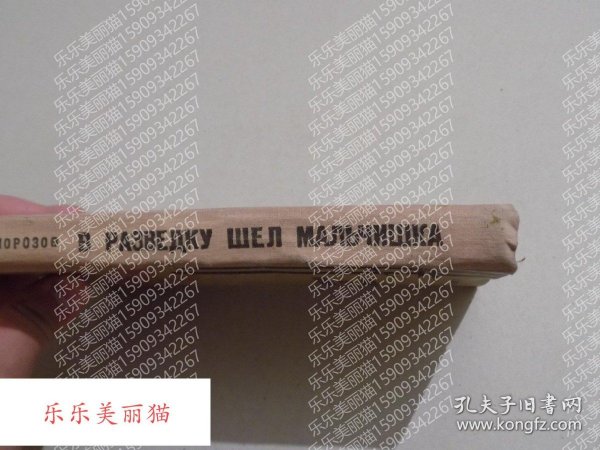 МОРОЗОВ В РАЗВЕДКУ ШЕЛ МАЛЬЧИШКА
乐乐美丽猫15909342267
乐乐美丽猫
孔夫子旧书网
www.kongfz.com